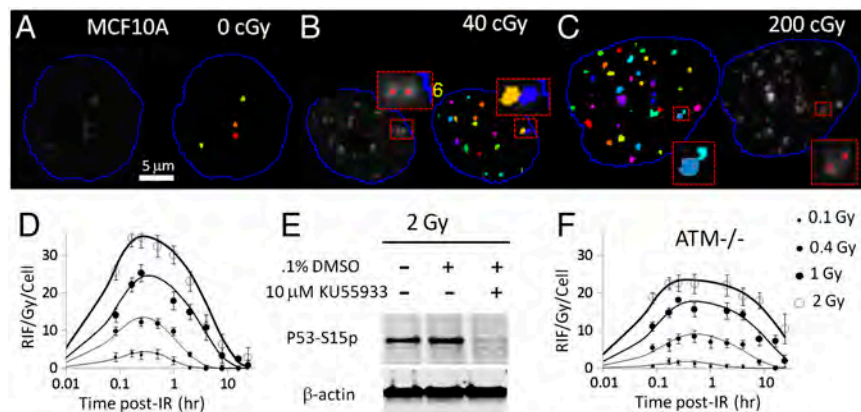 A MCF10A 0 cGy
B 40 cGy
C 200 cGy
6
5 µm
D
RIF/Gy/Cell
30
20
10
0
0.01 0.1 1 10
Time post-IR (hr)
E 2 Gy
.1% DMSO - + +
10 µM KU55933 - - +
P53-S15p
β-actin
F ATM-/-
RIF/Gy/Cell
30
20
10
0
0.01 0.1 1 10
Time post-IR (hr)
0.1 Gy
0.4 Gy
1 Gy
2 Gy